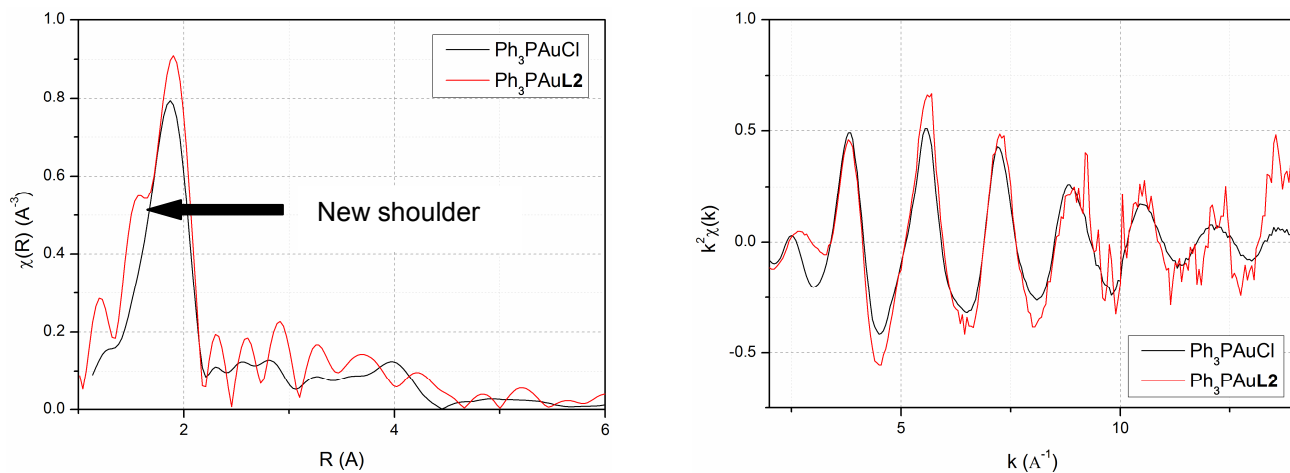 1.0
0.8
0.6
0.4
0.2
0.0
χ(R) (A⁻³)
2
4
6
R (A)
Ph₃PAuCl
Ph₃PAuL2
New shoulder
1.0
0.5
0.0
-0.5
k²χ(k)
5
10
k (A⁻¹)
Ph₃PAuCl
Ph₃PAuL2